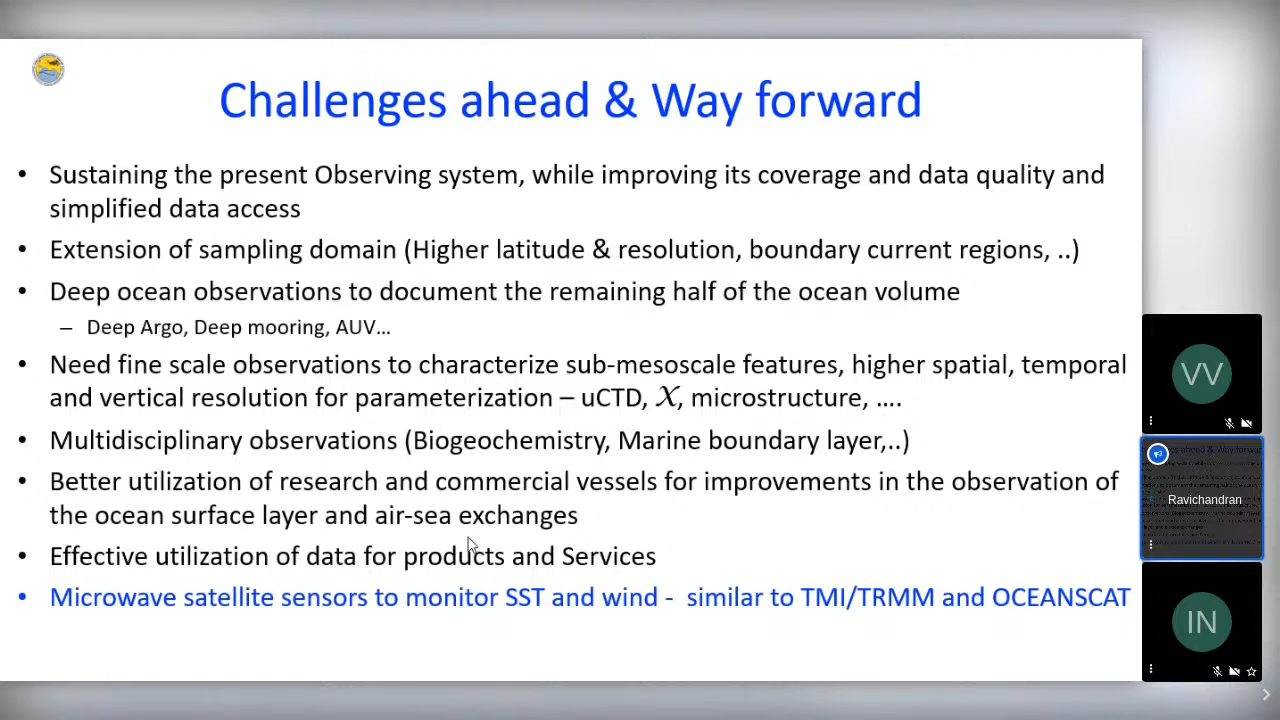 Challenges ahead & Way forward
• Sustaining the present Observing system, while improving its coverage and data quality and
simplified data access
• Extension of sampling domain (Higher latitude & resolution, boundary current regions, ..)
• Deep ocean observations to document the remaining half of the ocean volume
– Deep Argo, Deep mooring, AUV…
• Need fine scale observations to characterize sub-mesoscale features, higher spatial, temporal
and vertical resolution for parameterization – uCTD, X, microstructure, ….
• Multidisciplinary observations (Biogeochemistry, Marine boundary layer,..)
• Better utilization of research and commercial vessels for improvements in the observation of
the ocean surface layer and air-sea exchanges
• Effective utilization of data for products and Services
• Microwave satellite sensors to monitor SST and wind -  similar to TMI/TRMM and OCEANSCAT
VV
Ravichandran
IN